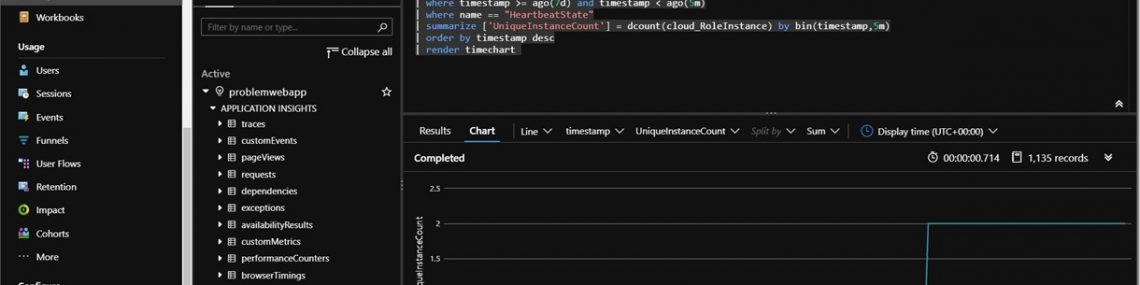 Workbooks
Usage
Users
Sessions
Events
Funnels
User Flows
Retention
Impact
Cohorts
More
Filter by name or type...
Collapse all
Active
problemwebapp
APPLICATION INSIGHTS
traces
customEvents
pageViews
requests
dependencies
exceptions
availabilityResults
customMetrics
performanceCounters
browserTimings
| where timestamp >= ago(7d) and timestamp < ago(5m)
| where name == "HeartbeatState"
| summarize ['UniqueInstanceCount'] = dcount(cloud_RoleInstance) by bin(timestamp,5m)
| order by timestamp desc
| render timechart
Results Chart Line timestamp UniqueInstanceCount Split by Sum Display time (UTC+00:00)
Completed 00:00:00.714 1,135 records
2.5
2
1.5